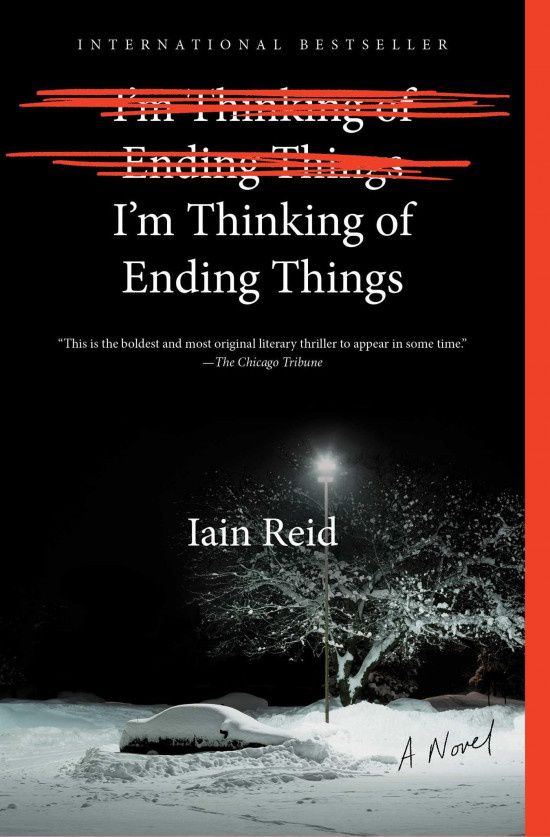 INTERNATIONAL BESTSELLER
I'm Thinking of
Ending Things
I'm Thinking of
Ending Things
“This is the boldest and most original literary thriller to appear in some time.”
—The Chicago Tribune
Iain Reid
A Novel